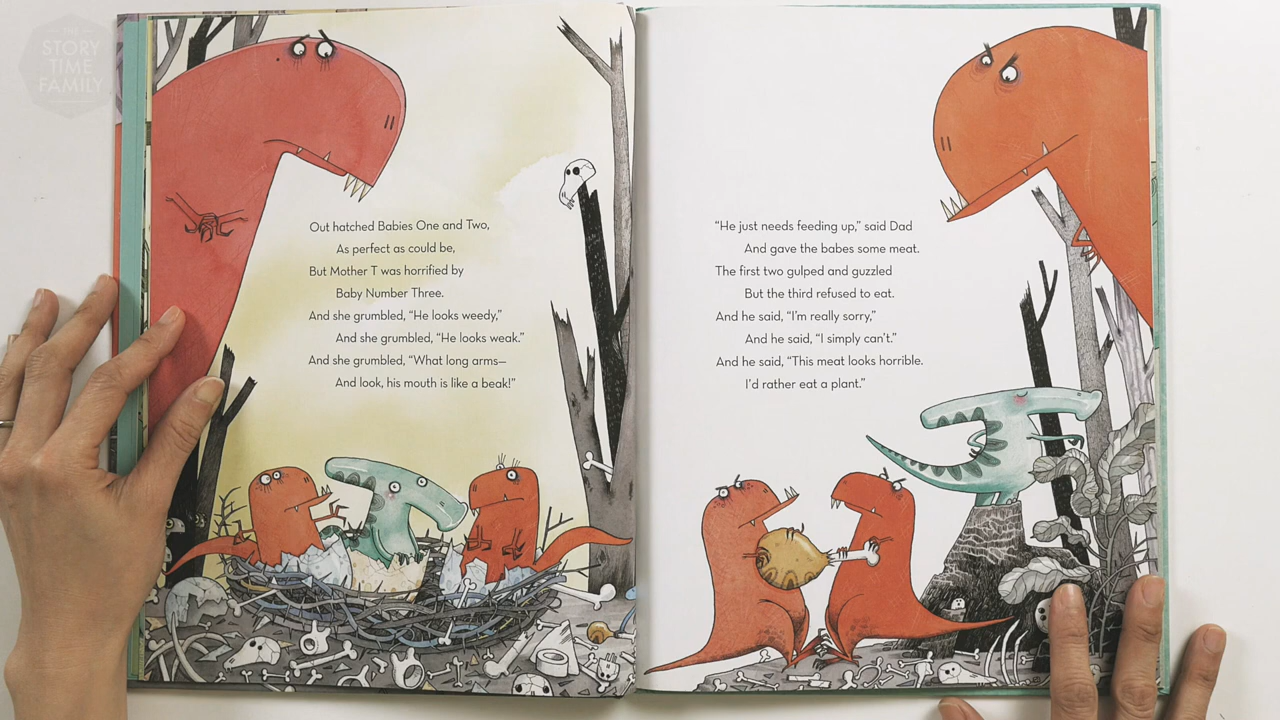 THE
STORY
TIME
FAMILY
Out hatched Babies One and Two,
As perfect as could be,
But Mother T was horrified by
Baby Number Three.
And she grumbled, “He looks weedy,”
And she grumbled, “He looks weak.”
And she grumbled, “What long arms—
And look, his mouth is like a beak!”
“He just needs feeding up,” said Dad
And gave the babes some meat.
The first two gulped and guzzled
But the third refused to eat.
And he said, “I’m really sorry,”
And he said, “I simply can’t.”
And he said, “This meat looks horrible.
I’d rather eat a plant.”